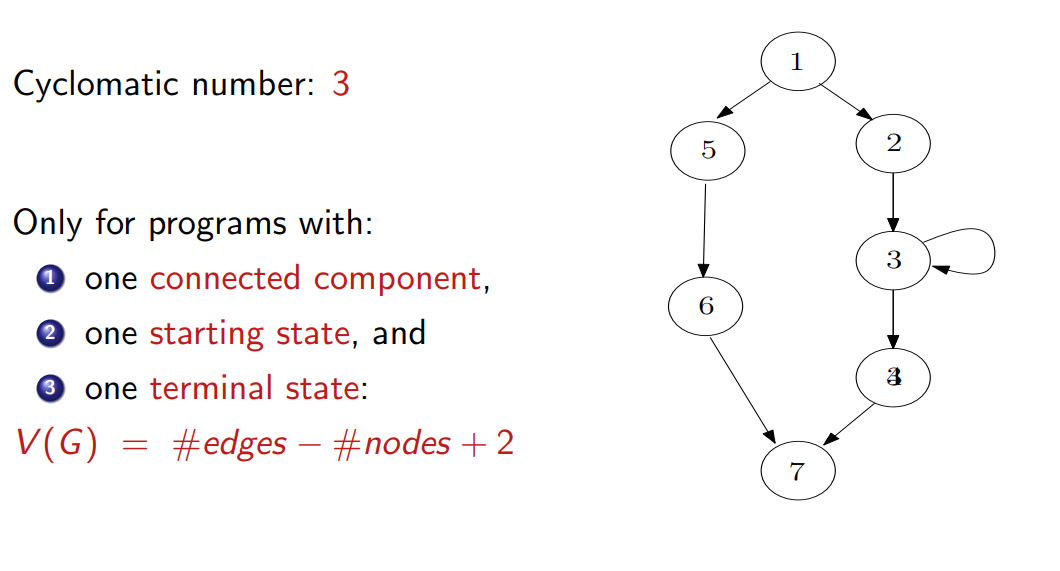 Cyclomatic number: 3
Only for programs with:
1 one connected component,
2 one starting state, and
3 one terminal state:
V(G) = #edges − #nodes + 2
1
5
2
3
6
7